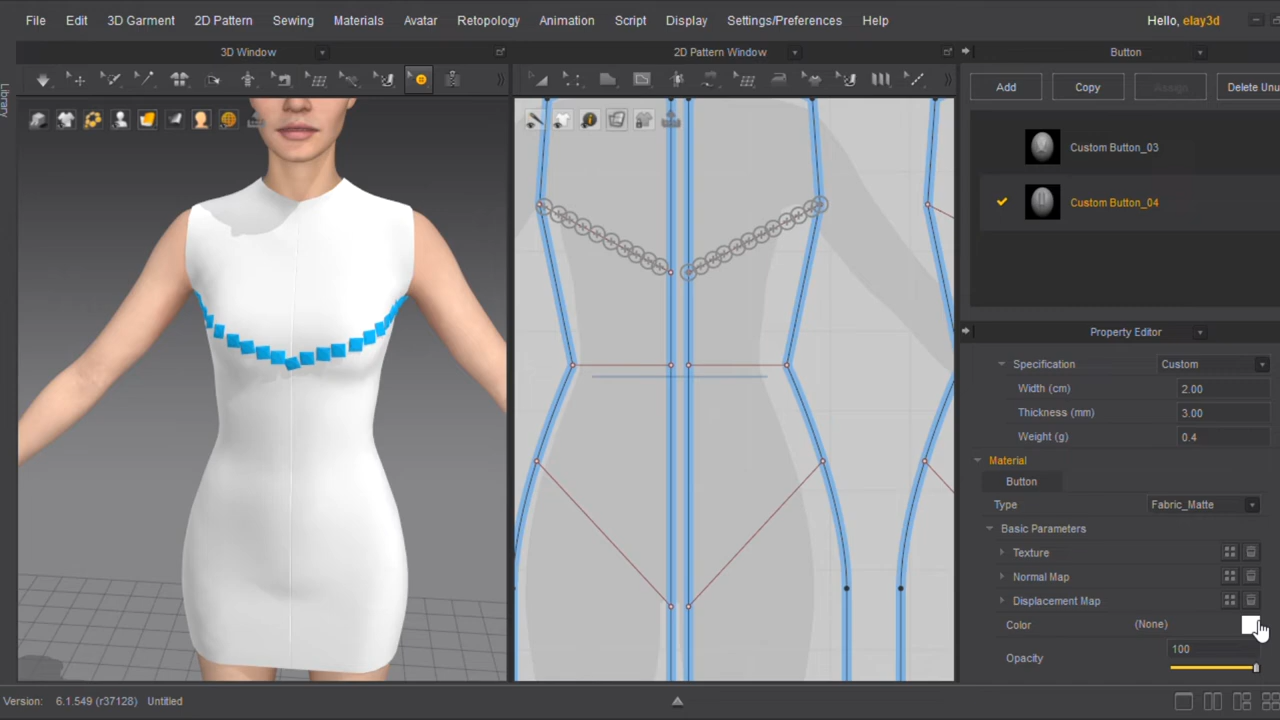 File Edit 3D Garment 2D Pattern Sewing Materials Avatar Retopology Animation Script Display Settings/Preferences Help Hello, elay3d
3D Window 2D Pattern Window Button
Library
Add Copy Assign Delete Unu
Custom Button_03
Custom Button_04
Property Editor
Specification Custom
Width (cm) 2.00
Thickness (mm) 3.00
Weight (g) 0.4
Material
Button
Type Fabric_Matte
Basic Parameters
Texture
Normal Map
Displacement Map
Color (None)
Opacity 100
Version: 6.1.549 (r37128) Untitled